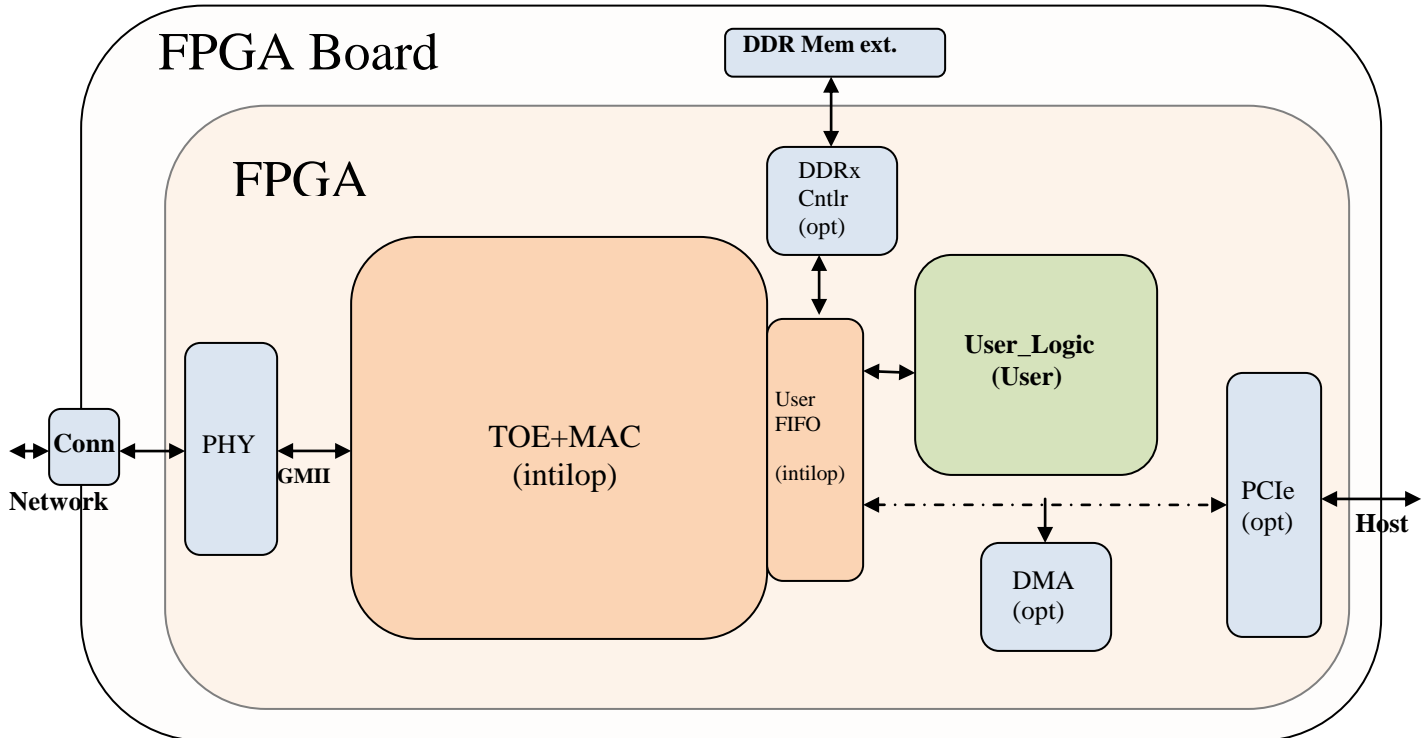 FPGA Board
DDR Mem ext.
FPGA
DDRx
Cntlr
(opt)
User_Logic
(User)
User
FIFO
(intilop)
TOE+MAC
(intilop)
Conn
PHY
GMII
Network
PCIe
(opt)
Host
DMA
(opt)